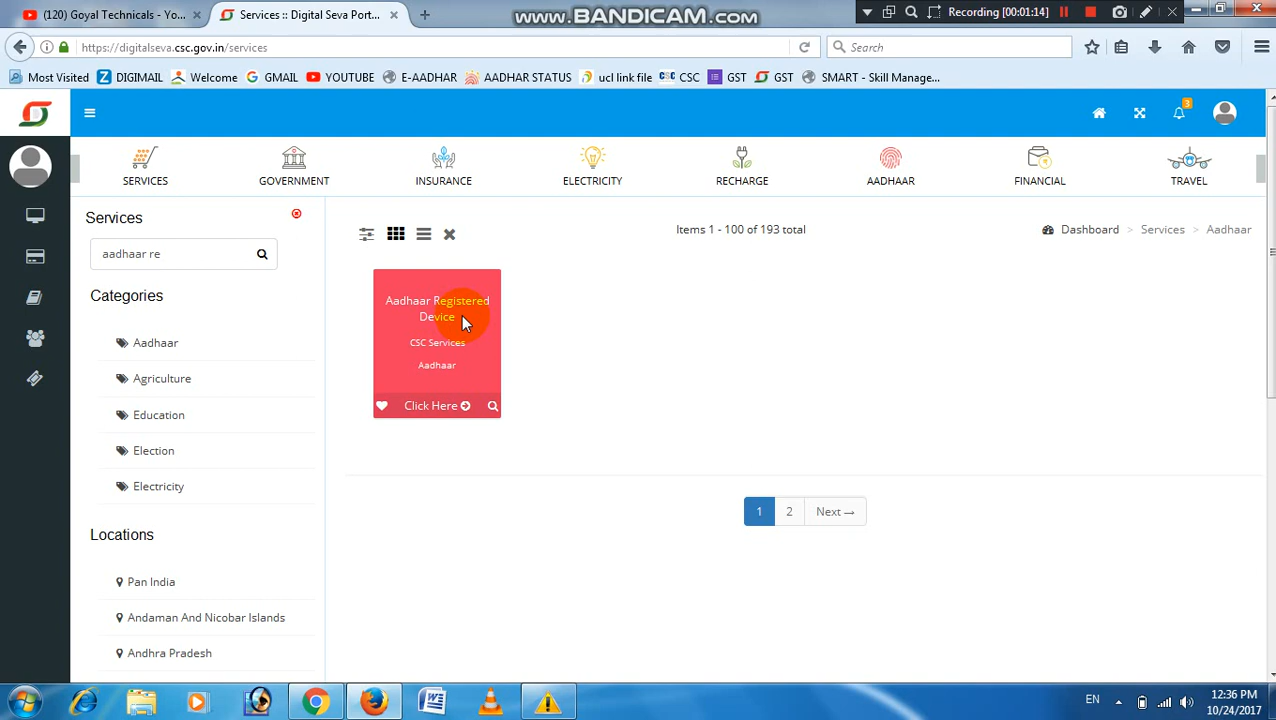 (120) Goyal Technicals - Yo...
Services :: Digital Seva Port...
www.BANDICAM.com
Recording [00:01:14]
https://digitalseva.csc.gov.in/services
Search
Most Visited
DIGIMAIL
Welcome
GMAIL
YOUTUBE
E-AADHAR
AADHAR STATUS
ucl link file
CSC
GST
GST
SMART - Skill Manage...
3
SERVICES
GOVERNMENT
INSURANCE
ELECTRICITY
RECHARGE
AADHAAR
FINANCIAL
TRAVEL
Services
aadhaar re
Categories
Aadhaar
Agriculture
Education
Election
Electricity
Locations
Pan India
Andaman And Nicobar Islands
Andhra Pradesh
Items 1 - 100 of 193 total
Dashboard > Services > Aadhaar
Aadhaar Registered
Device
CSC Services
Aadhaar
Click Here
1 2 Next →
EN
12:36 PM
10/24/2017